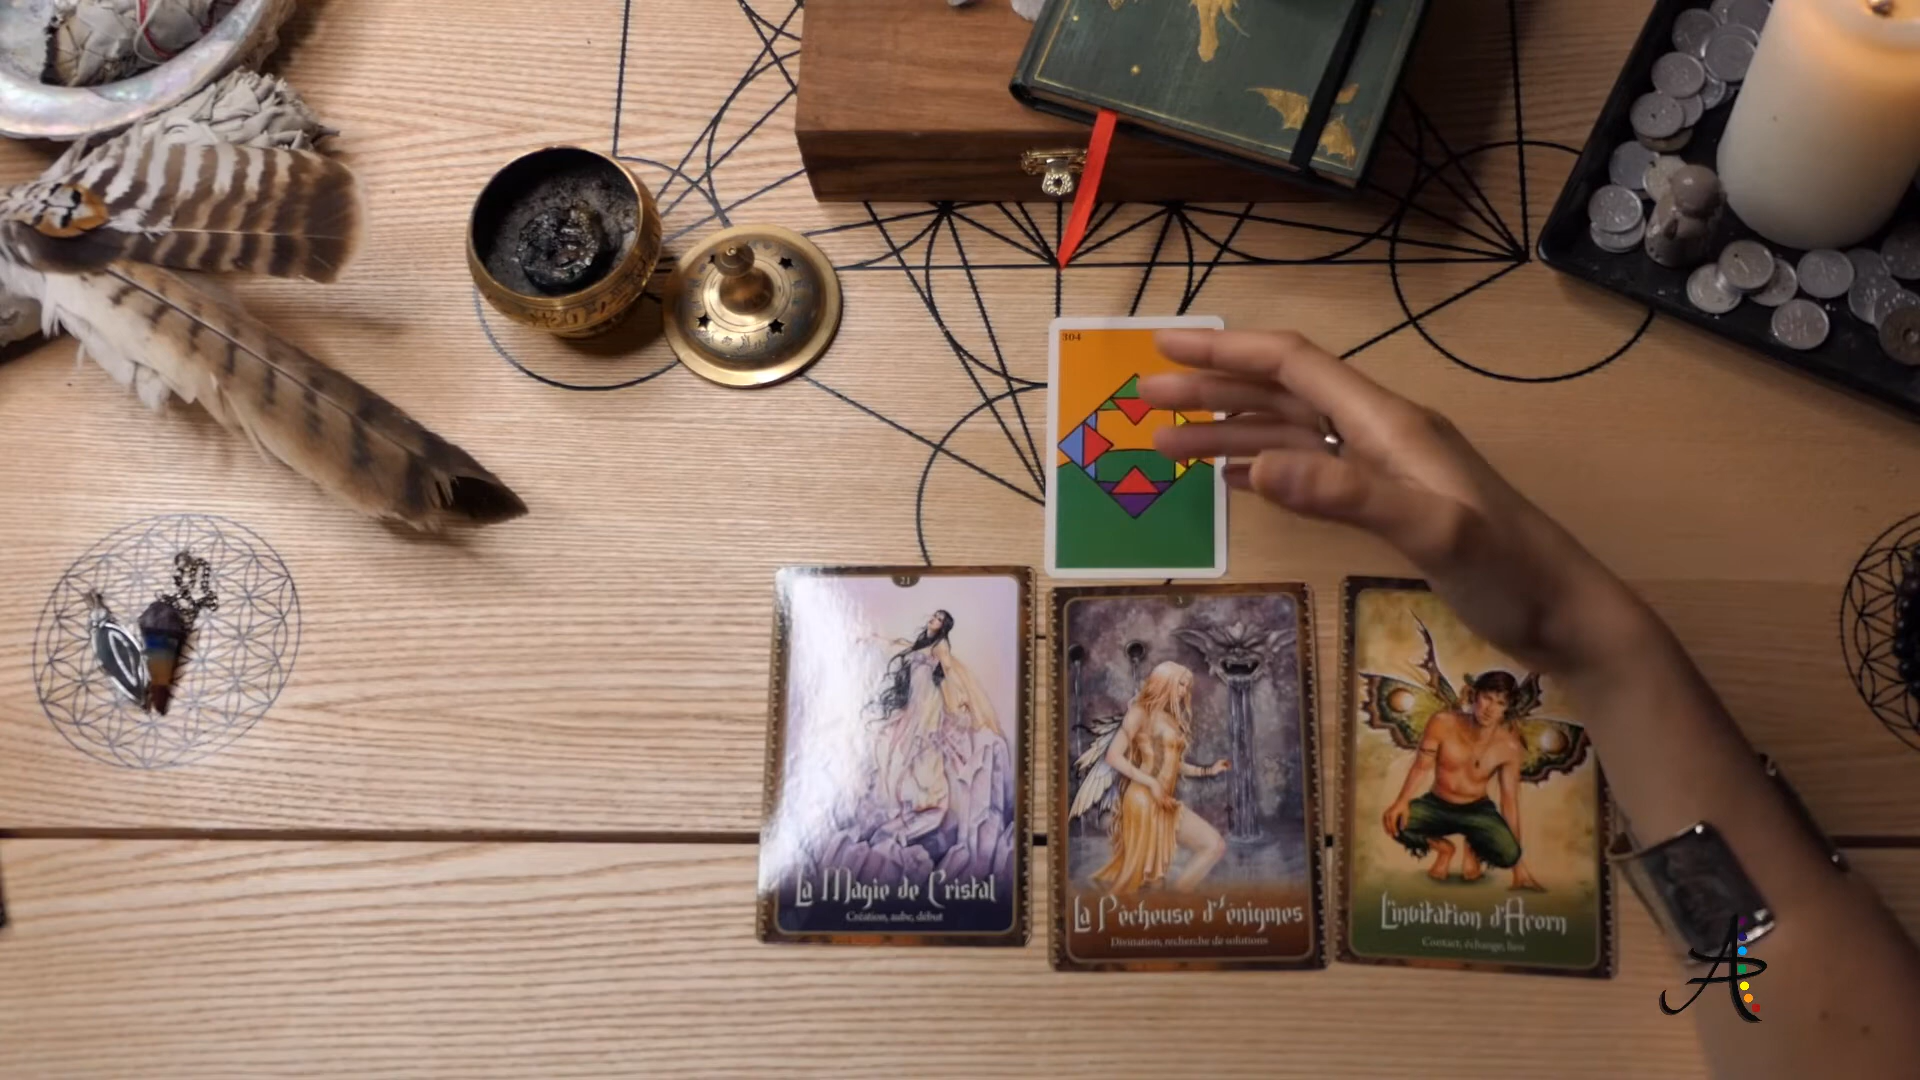 304
21
La Magie de Cristal
Création, aube, début
La Pêcheuse d'énigmes
Divination, recherche de solutions
L'invitation d'Acorn
Contact, échange, lien